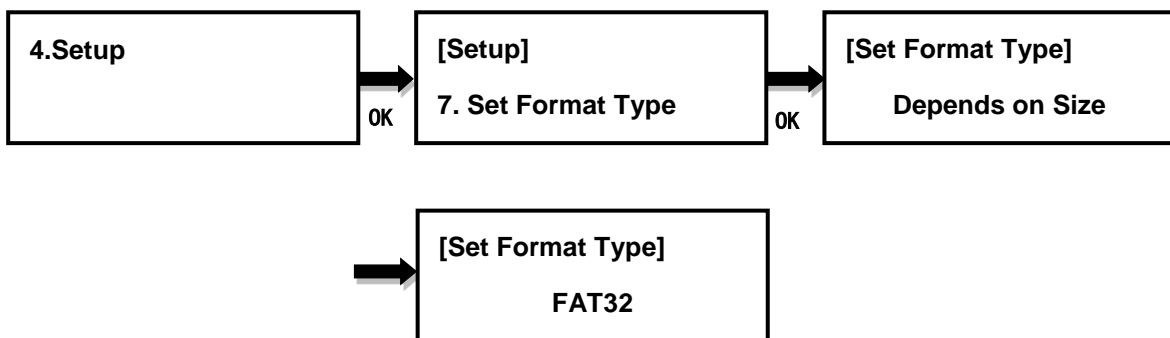 4.Setup
OK
[Setup]
7. Set Format Type
OK
[Set Format Type]
Depends on Size
[Set Format Type]
FAT32